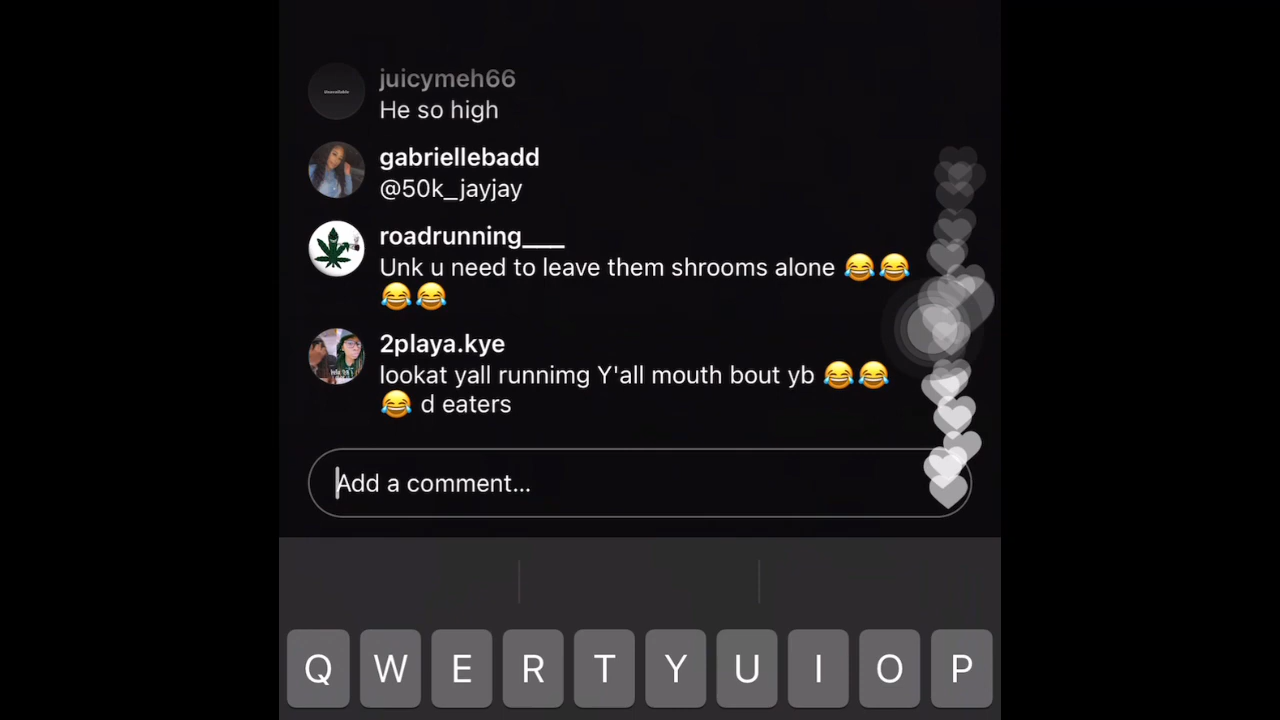 juicymeh66
He so high
gabriellebadd
@50k_jayjay
roadrunning___
Unk u need to leave them shrooms alone 😂😂
😂😂
2playa.kye
lookat yall runnimg Y'all mouth bout yb 😂😂
😂 d eaters
Add a comment...
Q W E R T Y U I O P